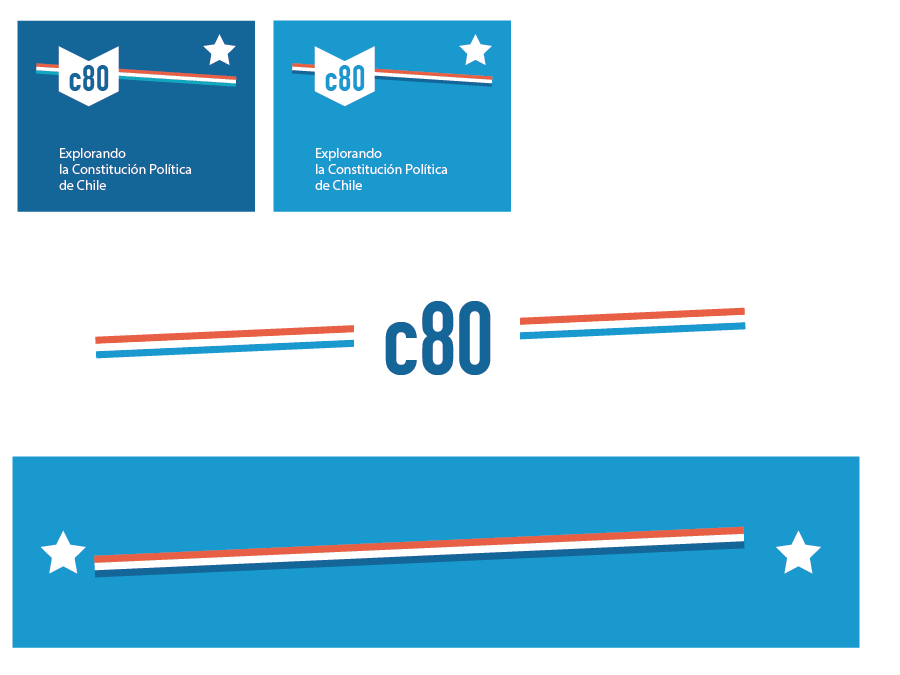 c80
Explorando
la Constitución Política
de Chile
c80
Explorando
la Constitución Política
de Chile
c80